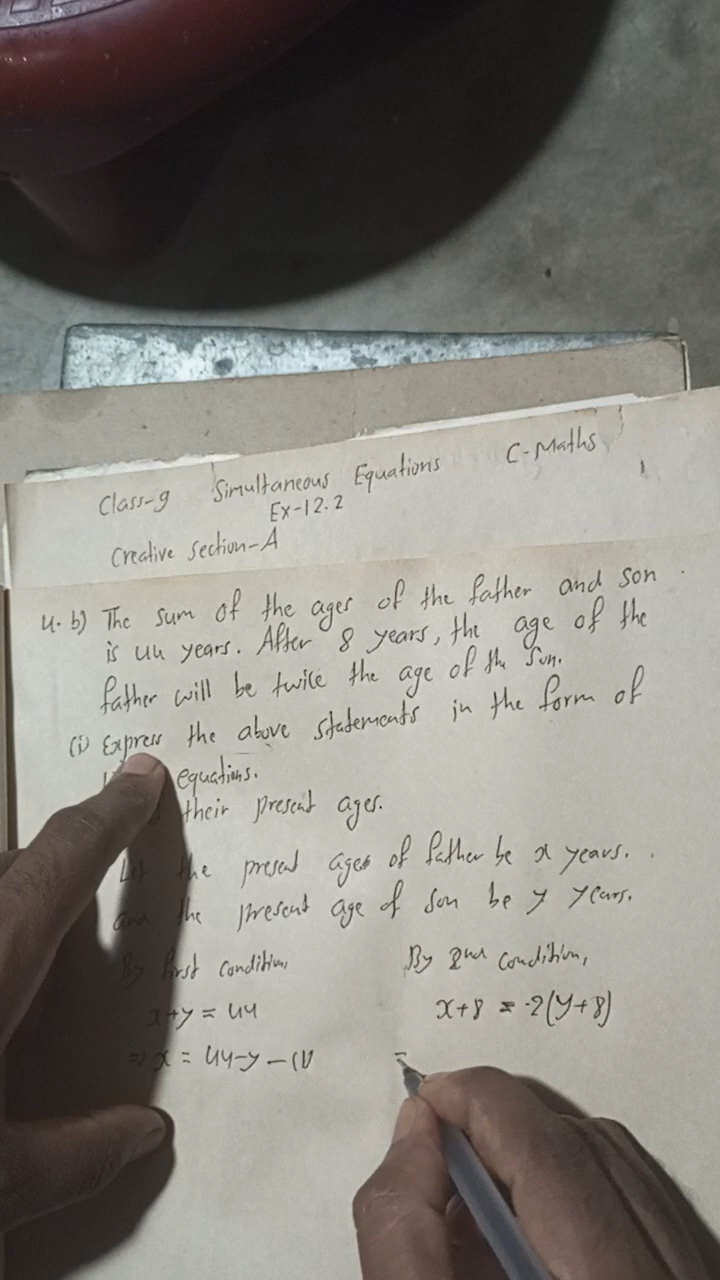 Class-9 Simultaneous Equations C-Maths
Ex-12.2
Creative Section-A
4. b) The sum of the ages of the father and son
is 44 years. After 8 years, the age of the
father will be twice the age of the son.
(i) Express the above statements in the form of
equations.
their present ages.
Let the present ages of father be x years.
and the present age of son be y years.
By first condition, By 2nd condition,
x+y = 44 x+8 = 2(y+8)
=> x = 44-y - (i)